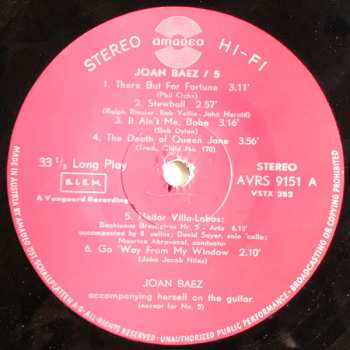 amadeo
STEREO HI-FI
JOAN BAEZ / 5
1. There But For Fortune 3.11'
(Phil Ochs)
2. Stewball 2.57'
(Ralph Rinzler - Bob Yellin - John Herald)
3. It Ain't Me, Babe 3.16'
(Bob Dylan)
4. The Death of Queen Jane 3.56'
(Trad., Child No. 170)
33 1/3 Long Play
B.I.E.M.
A Vanguard Recording
STEREO
AVRS 9151 A
VSTX 252
5. Heitor Villa-Lobos:
Bachianas Brasileiras Nr. 5 - Aria 6.12'
accompanied by 8 cellos; David Soyer, solo 'cello;
Maurice Abravanel, conductor
6. Go 'Way From My Window 2.10'
(John Jacob Niles)
JOAN BAEZ
accompanying herself on the guitar
(except for No. 5)
MADE IN AUSTRIA BY AMADEO ÖST. SCHALLPLATTEN A.G. • ALL RIGHTS RESERVED • UNAUTHORIZED PUBLIC PERFORMANCE • BROADCASTING OR COPYING PROHIBITED